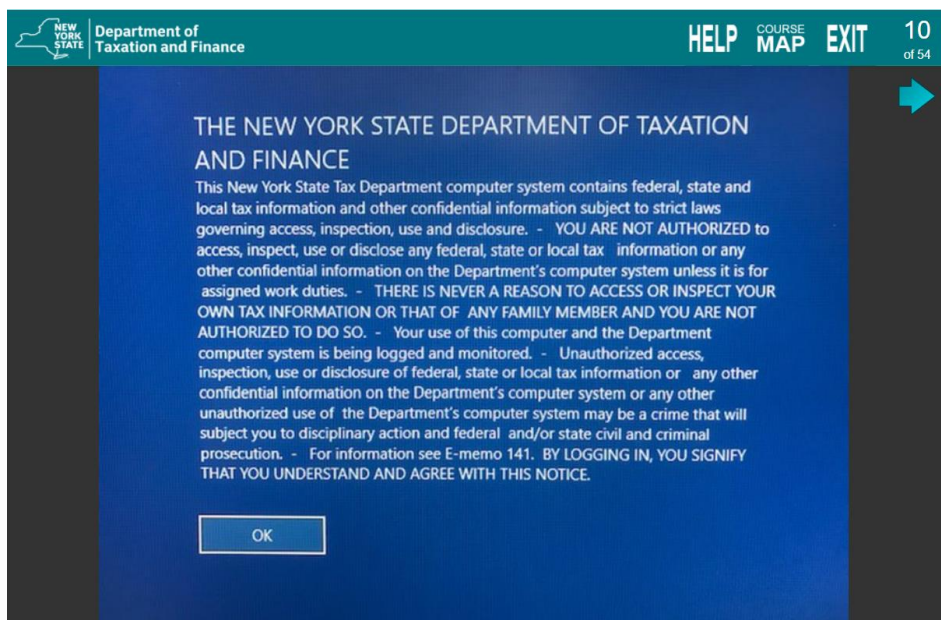 NEW
YORK
STATE
Department of
Taxation and Finance
HELP
COURSE
MAP
EXIT
10
of 54
THE NEW YORK STATE DEPARTMENT OF TAXATION
AND FINANCE
This New York State Tax Department computer system contains federal, state and
local tax information and other confidential information subject to strict laws
governing access, inspection, use and disclosure. - YOU ARE NOT AUTHORIZED to
access, inspect, use or disclose any federal, state or local tax information or any
other confidential information on the Department's computer system unless it is for
assigned work duties. - THERE IS NEVER A REASON TO ACCESS OR INSPECT YOUR
OWN TAX INFORMATION OR THAT OF ANY FAMILY MEMBER AND YOU ARE NOT
AUTHORIZED TO DO SO. - Your use of this computer and the Department
computer system is being logged and monitored. - Unauthorized access,
inspection, use or disclosure of federal, state or local tax information or any other
confidential information on the Department's computer system or any other
unauthorized use of the Department's computer system may be a crime that will
subject you to disciplinary action and federal and/or state civil and criminal
prosecution. - For information see E-memo 141. BY LOGGING IN, YOU SIGNIFY
THAT YOU UNDERSTAND AND AGREE WITH THIS NOTICE.
OK